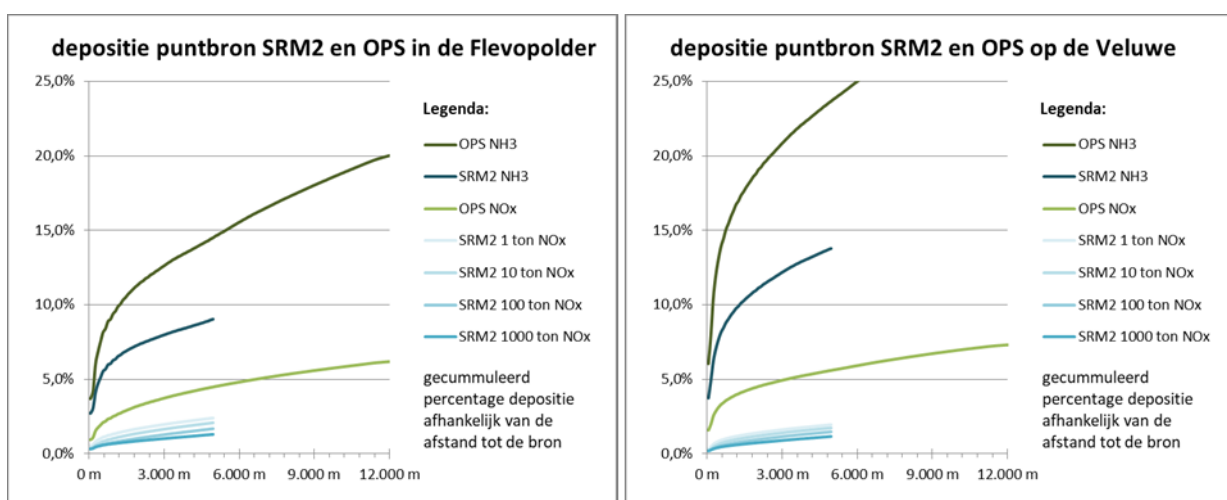 depositie puntbron SRM2 en OPS in de Flevopolder
25,0%
20,0%
15,0%
10,0%
5,0%
0,0%
0 m
3.000 m
6.000 m
9.000 m
12.000 m
Legenda:
OPS NH3
SRM2 NH3
OPS NOx
SRM2 1 ton NOx
SRM2 10 ton NOx
SRM2 100 ton NOx
SRM2 1000 ton NOx
gecummuleerd
percentage depositie
afhankelijk van de
afstand tot de bron
depositie puntbron SRM2 en OPS op de Veluwe
25,0%
20,0%
15,0%
10,0%
5,0%
0,0%
0 m
3.000 m
6.000 m
9.000 m
12.000 m
Legenda:
OPS NH3
SRM2 NH3
OPS NOx
SRM2 1 ton NOx
SRM2 10 ton NOx
SRM2 100 ton NOx
SRM2 1000 ton NOx
gecummuleerd
percentage depositie
afhankelijk van de
afstand tot de bron